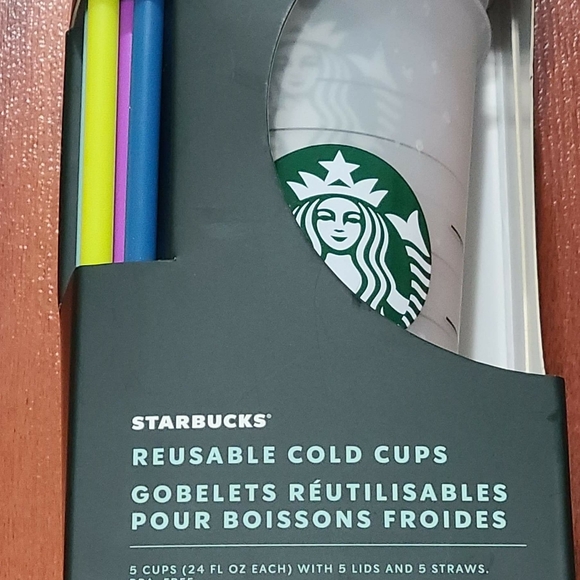 STARBUCKS®
REUSABLE COLD CUPS
GOBELETS RÉUTILISABLES
POUR BOISSONS FROIDES
5 CUPS (24 FL OZ EACH) WITH 5 LIDS AND 5 STRAWS.